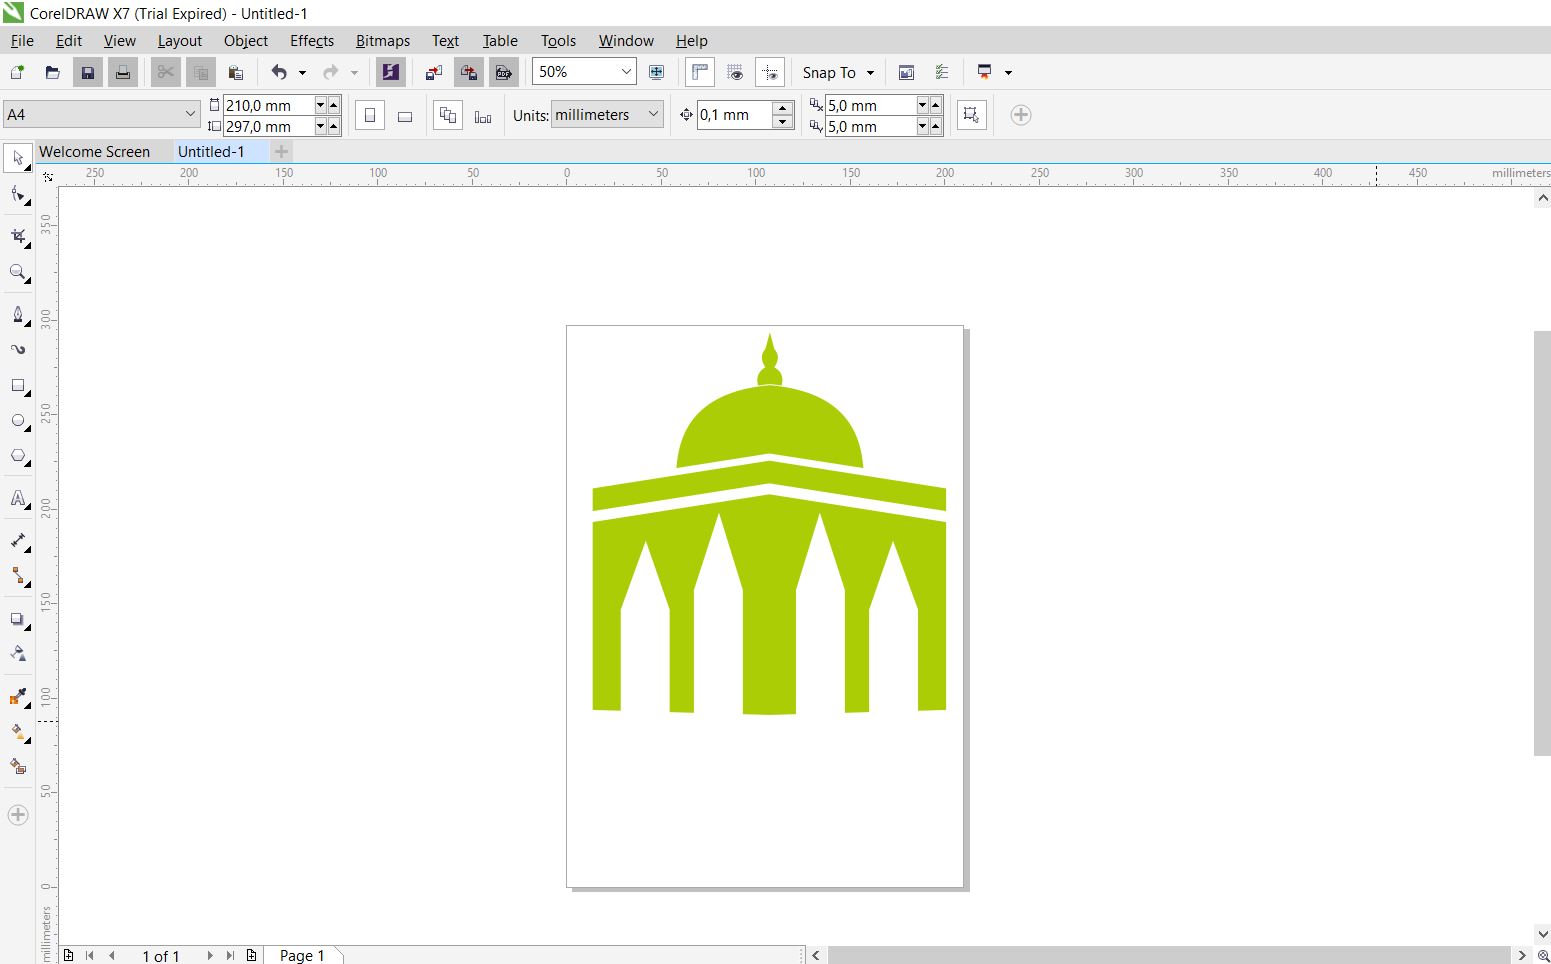 CorelDRAW X7 (Trial Expired) - Untitled-1
File Edit View Layout Object Effects Bitmaps Text Table Tools Window Help
50% Snap To
A4 210,0 mm 297,0 mm Units: millimeters 0,1 mm 5,0 mm 5,0 mm
Welcome Screen Untitled-1
250 200 150 100 50 0 50 100 150 200 250 300 350 400 450 millimeters
350
300
250
200
150
100
50
0
millimeters
1 of 1 Page 1